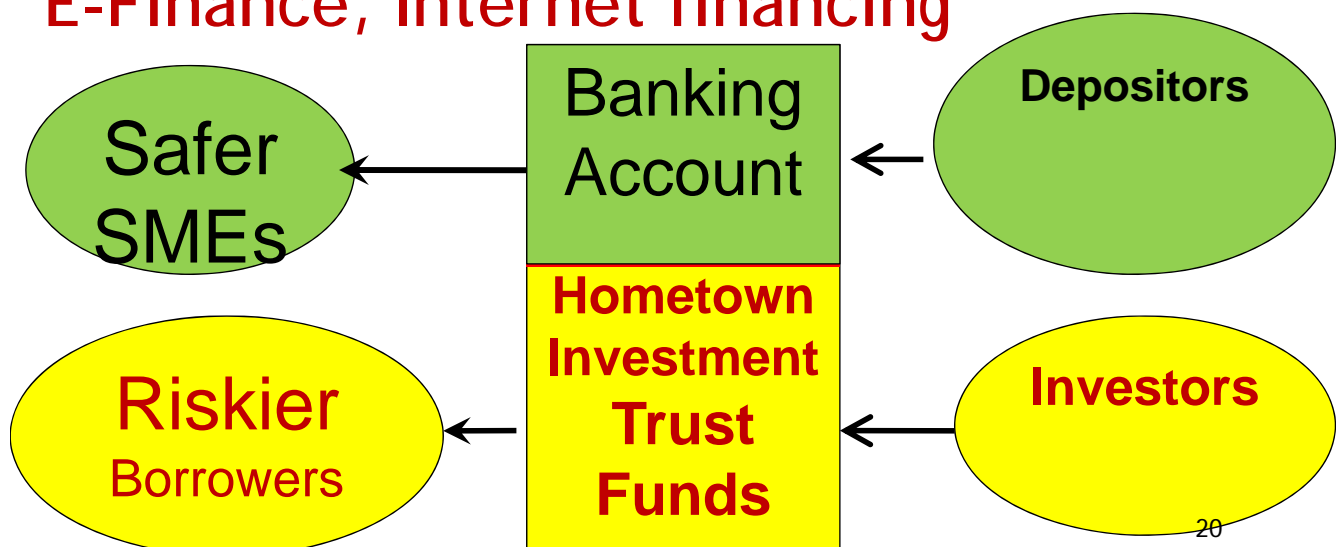 E-Finance, Internet financing
Banking
Account
Depositors
Safer
SMEs
Hometown
Investment
Trust
Funds
Riskier
Borrowers
Investors
20